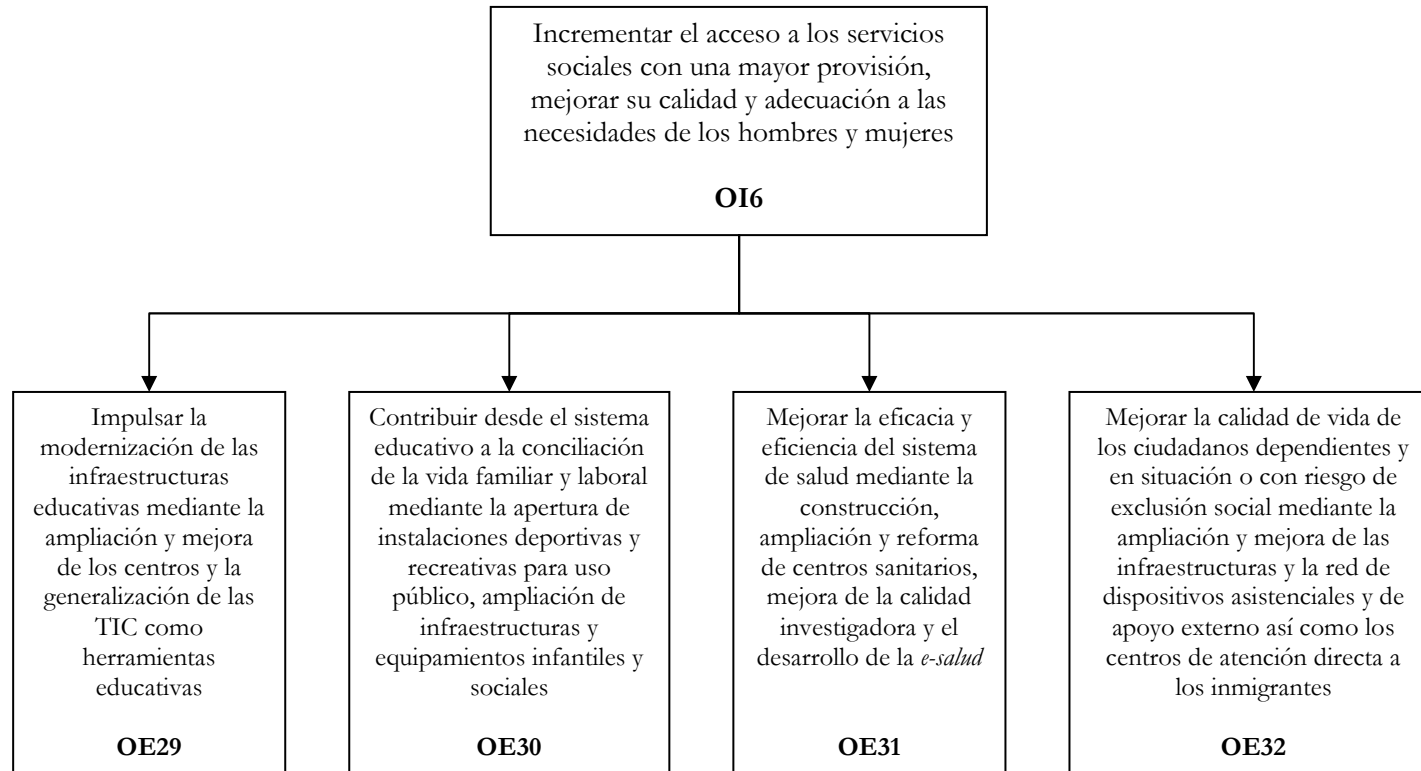 Incrementar el acceso a los servicios
sociales con una mayor provisión,
mejorar su calidad y adecuación a las
necesidades de los hombres y mujeres
OI6
Impulsar la
modernización de las
infraestructuras
educativas mediante la
ampliación y mejora
de los centros y la
generalización de las
TIC como
herramientas
educativas
OE29
Contribuir desde el sistema
educativo a la conciliación
de la vida familiar y laboral
mediante la apertura de
instalaciones deportivas y
recreativas para uso
público, ampliación de
infraestructuras y
equipamientos infantiles y
sociales
OE30
Mejorar la eficacia y
eficiencia del sistema
de salud mediante la
construcción,
ampliación y reforma
de centros sanitarios,
mejora de la calidad
investigadora y el
desarrollo de la e-salud
OE31
Mejorar la calidad de vida de
los ciudadanos dependientes y
en situación o con riesgo de
exclusión social mediante la
ampliación y mejora de las
infraestructuras y la red de
dispositivos asistenciales y de
apoyo externo así como los
centros de atención directa a
los inmigrantes
OE32